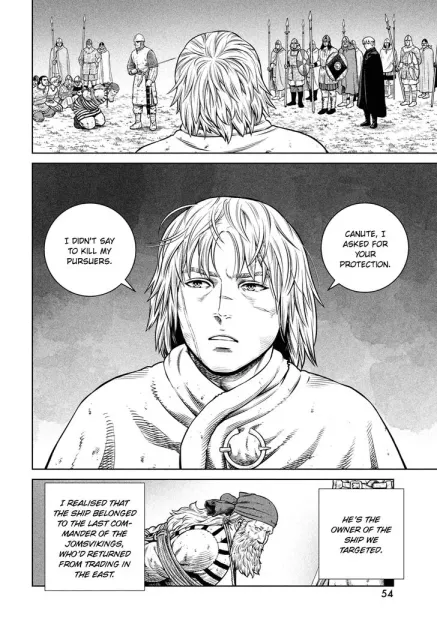 CANUTE, I
ASKED FOR
YOUR
PROTECTION.
I DIDN'T SAY
TO KILL MY
PURSUERS.
HE'S THE
OWNER OF
THE SHIP WE
TARGETED.
I REALISED THAT
THE SHIP BELONGED
TO THE LAST COM-
MANDER OF THE
JOMSVIKINGS,
WHO'D RETURNED
FROM TRADING IN
THE EAST.
54